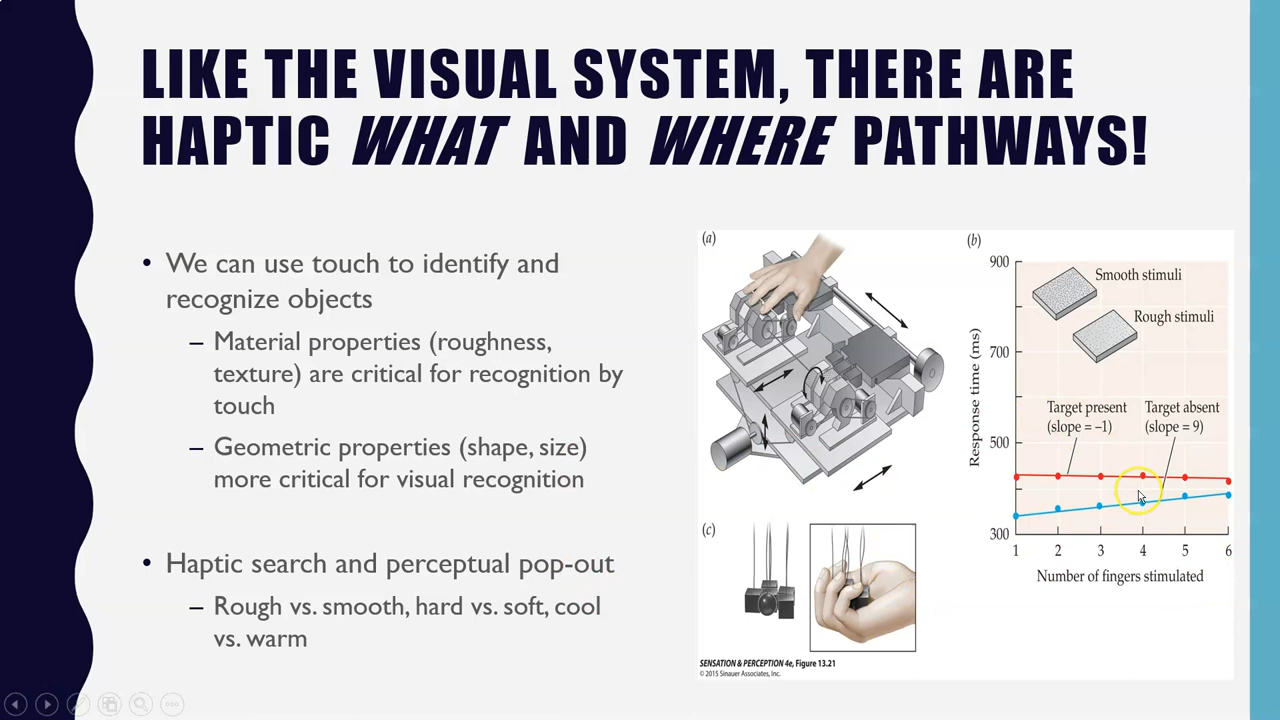 LIKE THE VISUAL SYSTEM, THERE ARE
HAPTIC WHAT AND WHERE PATHWAYS!
• We can use touch to identify and
recognize objects
– Material properties (roughness,
texture) are critical for recognition by
touch
– Geometric properties (shape, size)
more critical for visual recognition
• Haptic search and perceptual pop-out
– Rough vs. smooth, hard vs. soft, cool
vs. warm
(a)
(b)
900
700
500
300
Response time (ms)
Smooth stimuli
Rough stimuli
Target present
(slope = –1)
Target absent
(slope = 9)
1 2 3 4 5 6
Number of fingers stimulated
(c)
SENSATION & PERCEPTION 4e, Figure 13.21
© 2015 Sinauer Associates, Inc.